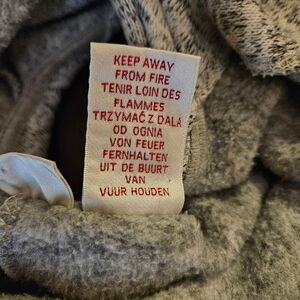 KEEP AWAY
FROM FIRE
TENIR LOIN DES
FLAMMES
TRZYMAĆ Z DALA
OD OGNIA
VON FEUER
FERNHALTEN
UIT DE BUURT
VAN
VUUR HOUDEN